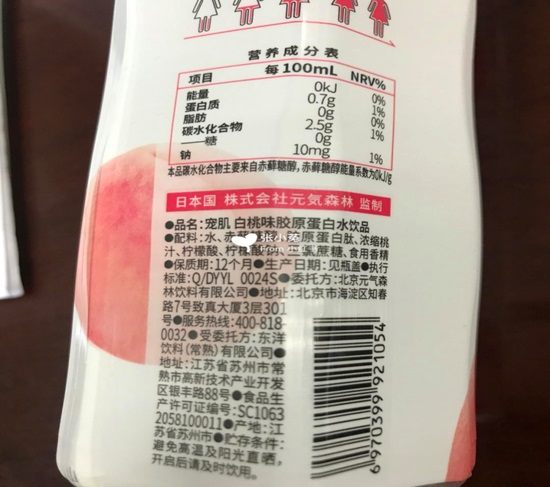 营养成分表
项目 每100mL NRV%
能量 0kJ 0%
蛋白质 0.7g 1%
脂肪 0g 0%
碳水化合物 2.5g 1%
——糖 0g
钠 10mg 1%
本品碳水化合物主要来自赤藓糖醇，赤藓糖醇能量系数为0kJ/g
日本国 株式会社元気森林 监制
●品名：宠肌 白桃味胶原蛋白水饮品
●配料：水、赤藓 原蛋白肽、浓缩桃
汁、柠檬酸、柠檬酸 三氯蔗糖、食用香精
●保质期：12个月●生产日期：见瓶盖●执行
标准：Q/DYYL 0024S●委托方：北京元气森
林饮料有限公司●地址：北京市海淀区知春
路7号致真大厦3层301
号●服务热线：400-818-
0032●受委托方：东洋
饮料（常熟）有限公司●
地址：江苏省苏州市常
熟市高新技术产业开发
区银丰路88号●食品生
产许可证编号：SC1063
2058100011●产地：江
苏省苏州市●贮存条件：
避免高温及阳光直晒，
开启后请及时饮用。
6970399921054